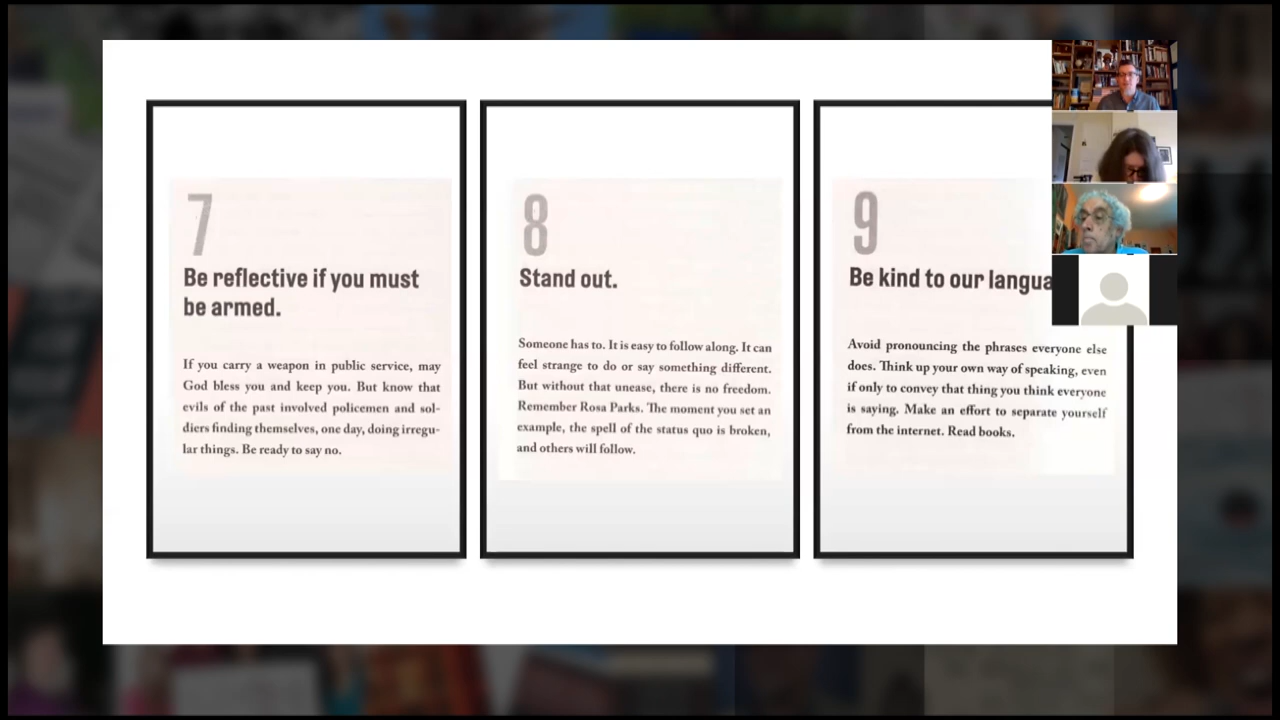 7
Be reflective if you must
be armed.
If you carry a weapon in public service, may
God bless you and keep you. But know that
evils of the past involved policemen and sol-
diers finding themselves, one day, doing irregu-
lar things. Be ready to say no.
8
Stand out.
Someone has to. It is easy to follow along. It can
feel strange to do or say something different.
But without that unease, there is no freedom.
Remember Rosa Parks. The moment you set an
example, the spell of the status quo is broken,
and others will follow.
9
Be kind to our langua
Avoid pronouncing the phrases everyone else
does. Think up your own way of speaking, even
if only to convey that thing you think everyone
is saying. Make an effort to separate yourself
from the internet. Read books.